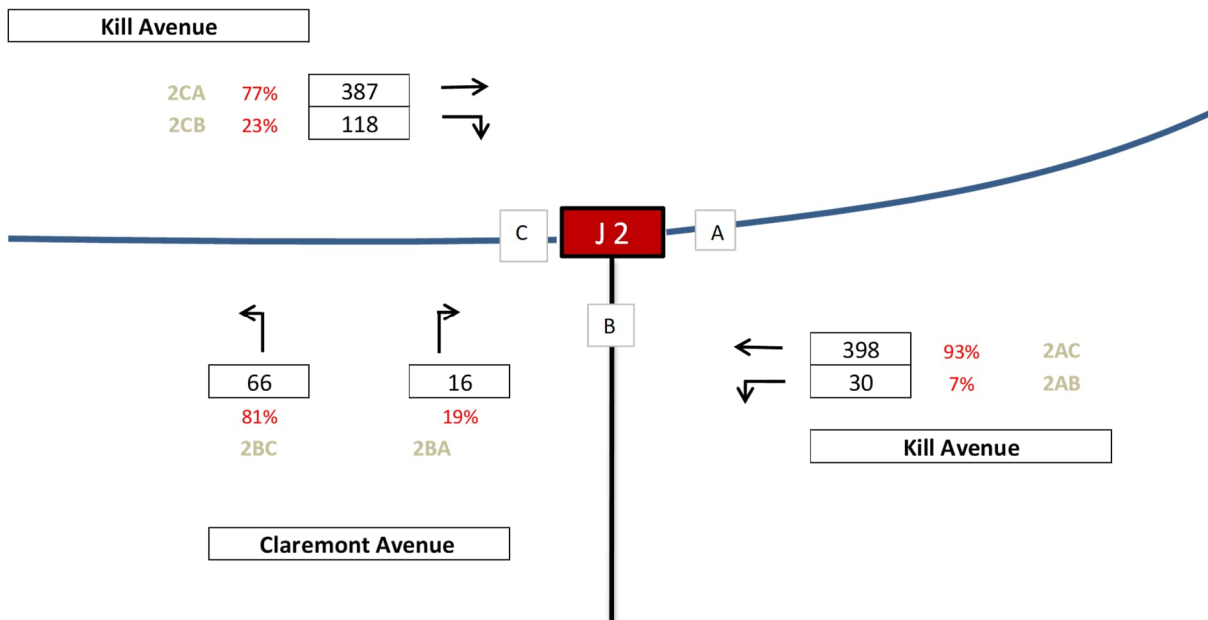 Kill Avenue
2CA 77% 387
2CB 23% 118
C J 2 A
B
66 16
81% 19%
2BC 2BA
398 93% 2AC
30 7% 2AB
Kill Avenue
Claremont Avenue